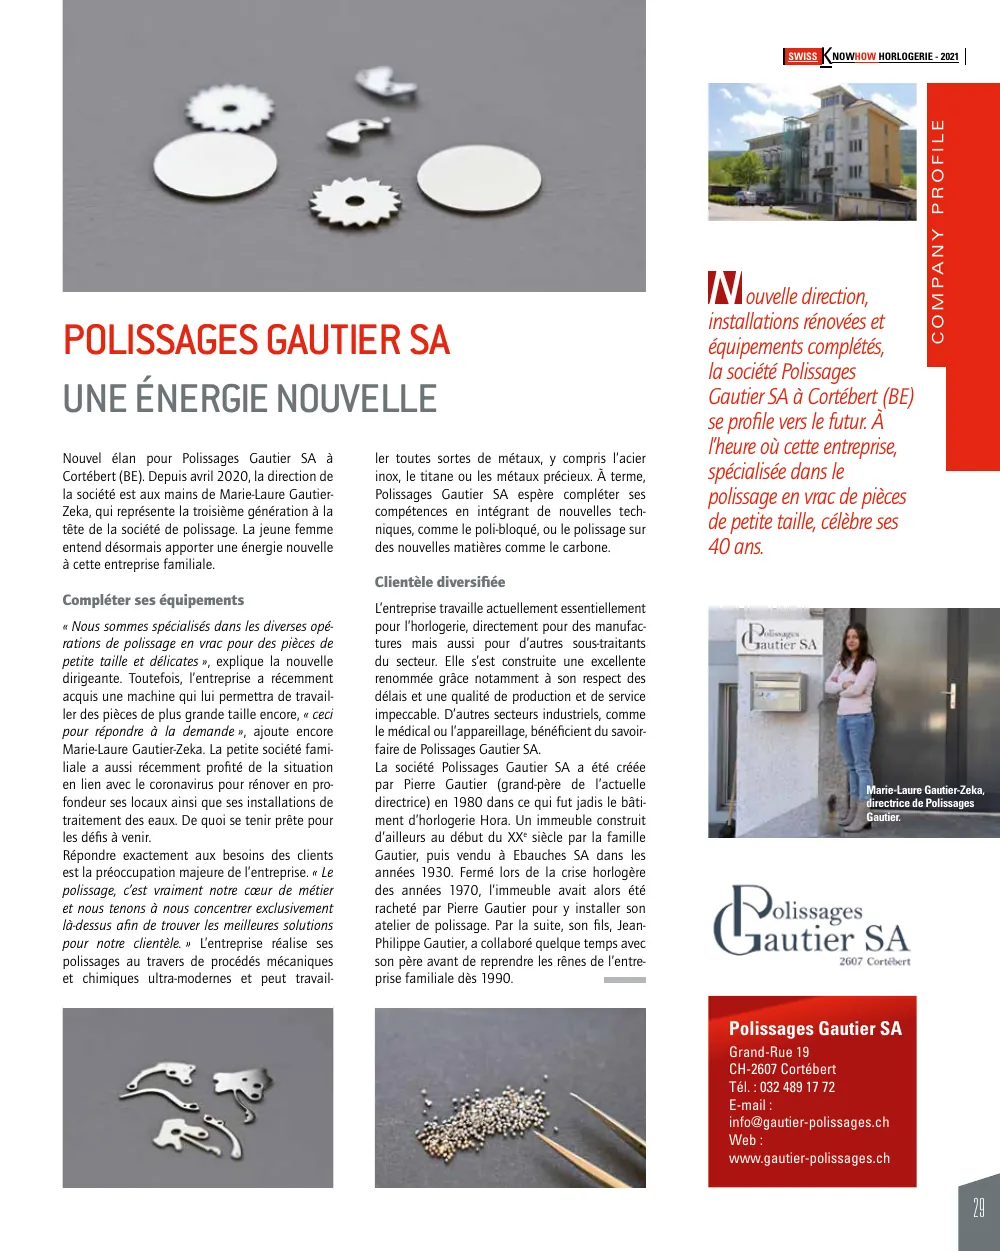 SWISS KNOWHOW HORLOGERIE - 2021
COMPANY PROFILE
POLISSAGES GAUTIER SA
UNE ÉNERGIE NOUVELLE
Nouvel élan pour Polissages Gautier SA à
Cortébert (BE). Depuis avril 2020, la direction de
la société est aux mains de Marie-Laure Gautier-
Zeka, qui représente la troisième génération à la
tête de la société de polissage. La jeune femme
entend désormais apporter une énergie nouvelle
à cette entreprise familiale.
Compléter ses équipements
« Nous sommes spécialisés dans les diverses opé-
rations de polissage en vrac pour des pièces de
petite taille et délicates », explique la nouvelle
dirigeante. Toutefois, l'entreprise a récemment
acquis une machine qui lui permettra de travail-
ler des pièces de plus grande taille encore, « ceci
pour répondre à la demande », ajoute encore
Marie-Laure Gautier-Zeka. La petite société fami-
liale a aussi récemment profité de la situation
en lien avec le coronavirus pour rénover en pro-
fondeur ses locaux ainsi que ses installations de
traitement des eaux. De quoi se tenir prête pour
les défis à venir.
Répondre exactement aux besoins des clients
est la préoccupation majeure de l'entreprise. « Le
polissage, c'est vraiment notre cœur de métier
et nous tenons à nous concentrer exclusivement
là-dessus afin de trouver les meilleures solutions
pour notre clientèle. » L'entreprise réalise ses
polissages au travers de procédés mécaniques
et chimiques ultra-modernes et peut travail-
ler toutes sortes de métaux, y compris l'acier
inox, le titane ou les métaux précieux. À terme,
Polissages Gautier SA espère compléter ses
compétences en intégrant de nouvelles tech-
niques, comme le poli-bloqué, ou le polissage sur
des nouvelles matières comme le carbone.
Clientèle diversifiée
L'entreprise travaille actuellement essentiellement
pour l'horlogerie, directement pour des manufac-
tures mais aussi pour d'autres sous-traitants
du secteur. Elle s'est construite une excellente
renommée grâce notamment à son respect des
délais et une qualité de production et de service
impeccable. D'autres secteurs industriels, comme
le médical ou l'appareillage, bénéficient du savoir-
faire de Polissages Gautier SA.
La société Polissages Gautier SA a été créée
par Pierre Gautier (grand-père de l'actuelle
directrice) en 1980 dans ce qui fut jadis le bâti-
ment d'horlogerie Hora. Un immeuble construit
d'ailleurs au début du XXe siècle par la famille
Gautier, puis vendu à Ebauches SA dans les
années 1930. Fermé lors de la crise horlogère
des années 1970, l'immeuble avait alors été
racheté par Pierre Gautier pour y installer son
atelier de polissage. Par la suite, son fils, Jean-
Philippe Gautier, a collaboré quelque temps avec
son père avant de reprendre les rênes de l'entre-
prise familiale dès 1990.
Nouvelle direction,
installations rénovées et
équipements complétés,
la société Polissages
Gautier SA à Cortébert (BE)
se profile vers le futur. À
l'heure où cette entreprise,
spécialisée dans le
polissage en vrac de pièces
de petite taille, célèbre ses
40 ans.
Polissages
Gautier SA
Marie-Laure Gautier-Zeka,
directrice de Polissages
Gautier.
Polissages
Gautier SA
2607 Cortébert
Polissages Gautier SA
Grand-Rue 19
CH-2607 Cortébert
Tél. : 032 489 17 72
E-mail :
info@gautier-polissages.ch
Web :
www.gautier-polissages.ch
29